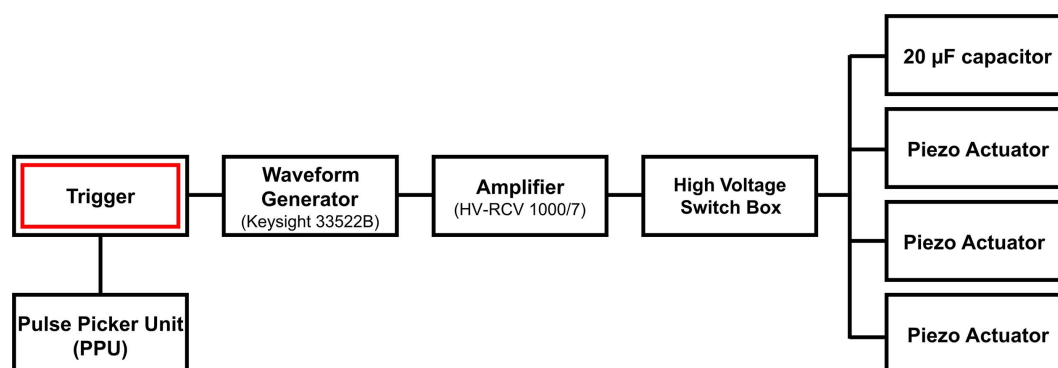 Trigger
Waveform
Generator
(Keysight 33522B)
Amplifier
(HV-RCV 1000/7)
High Voltage
Switch Box
20 µF capacitor
Piezo Actuator
Piezo Actuator
Piezo Actuator
Pulse Picker Unit
(PPU)